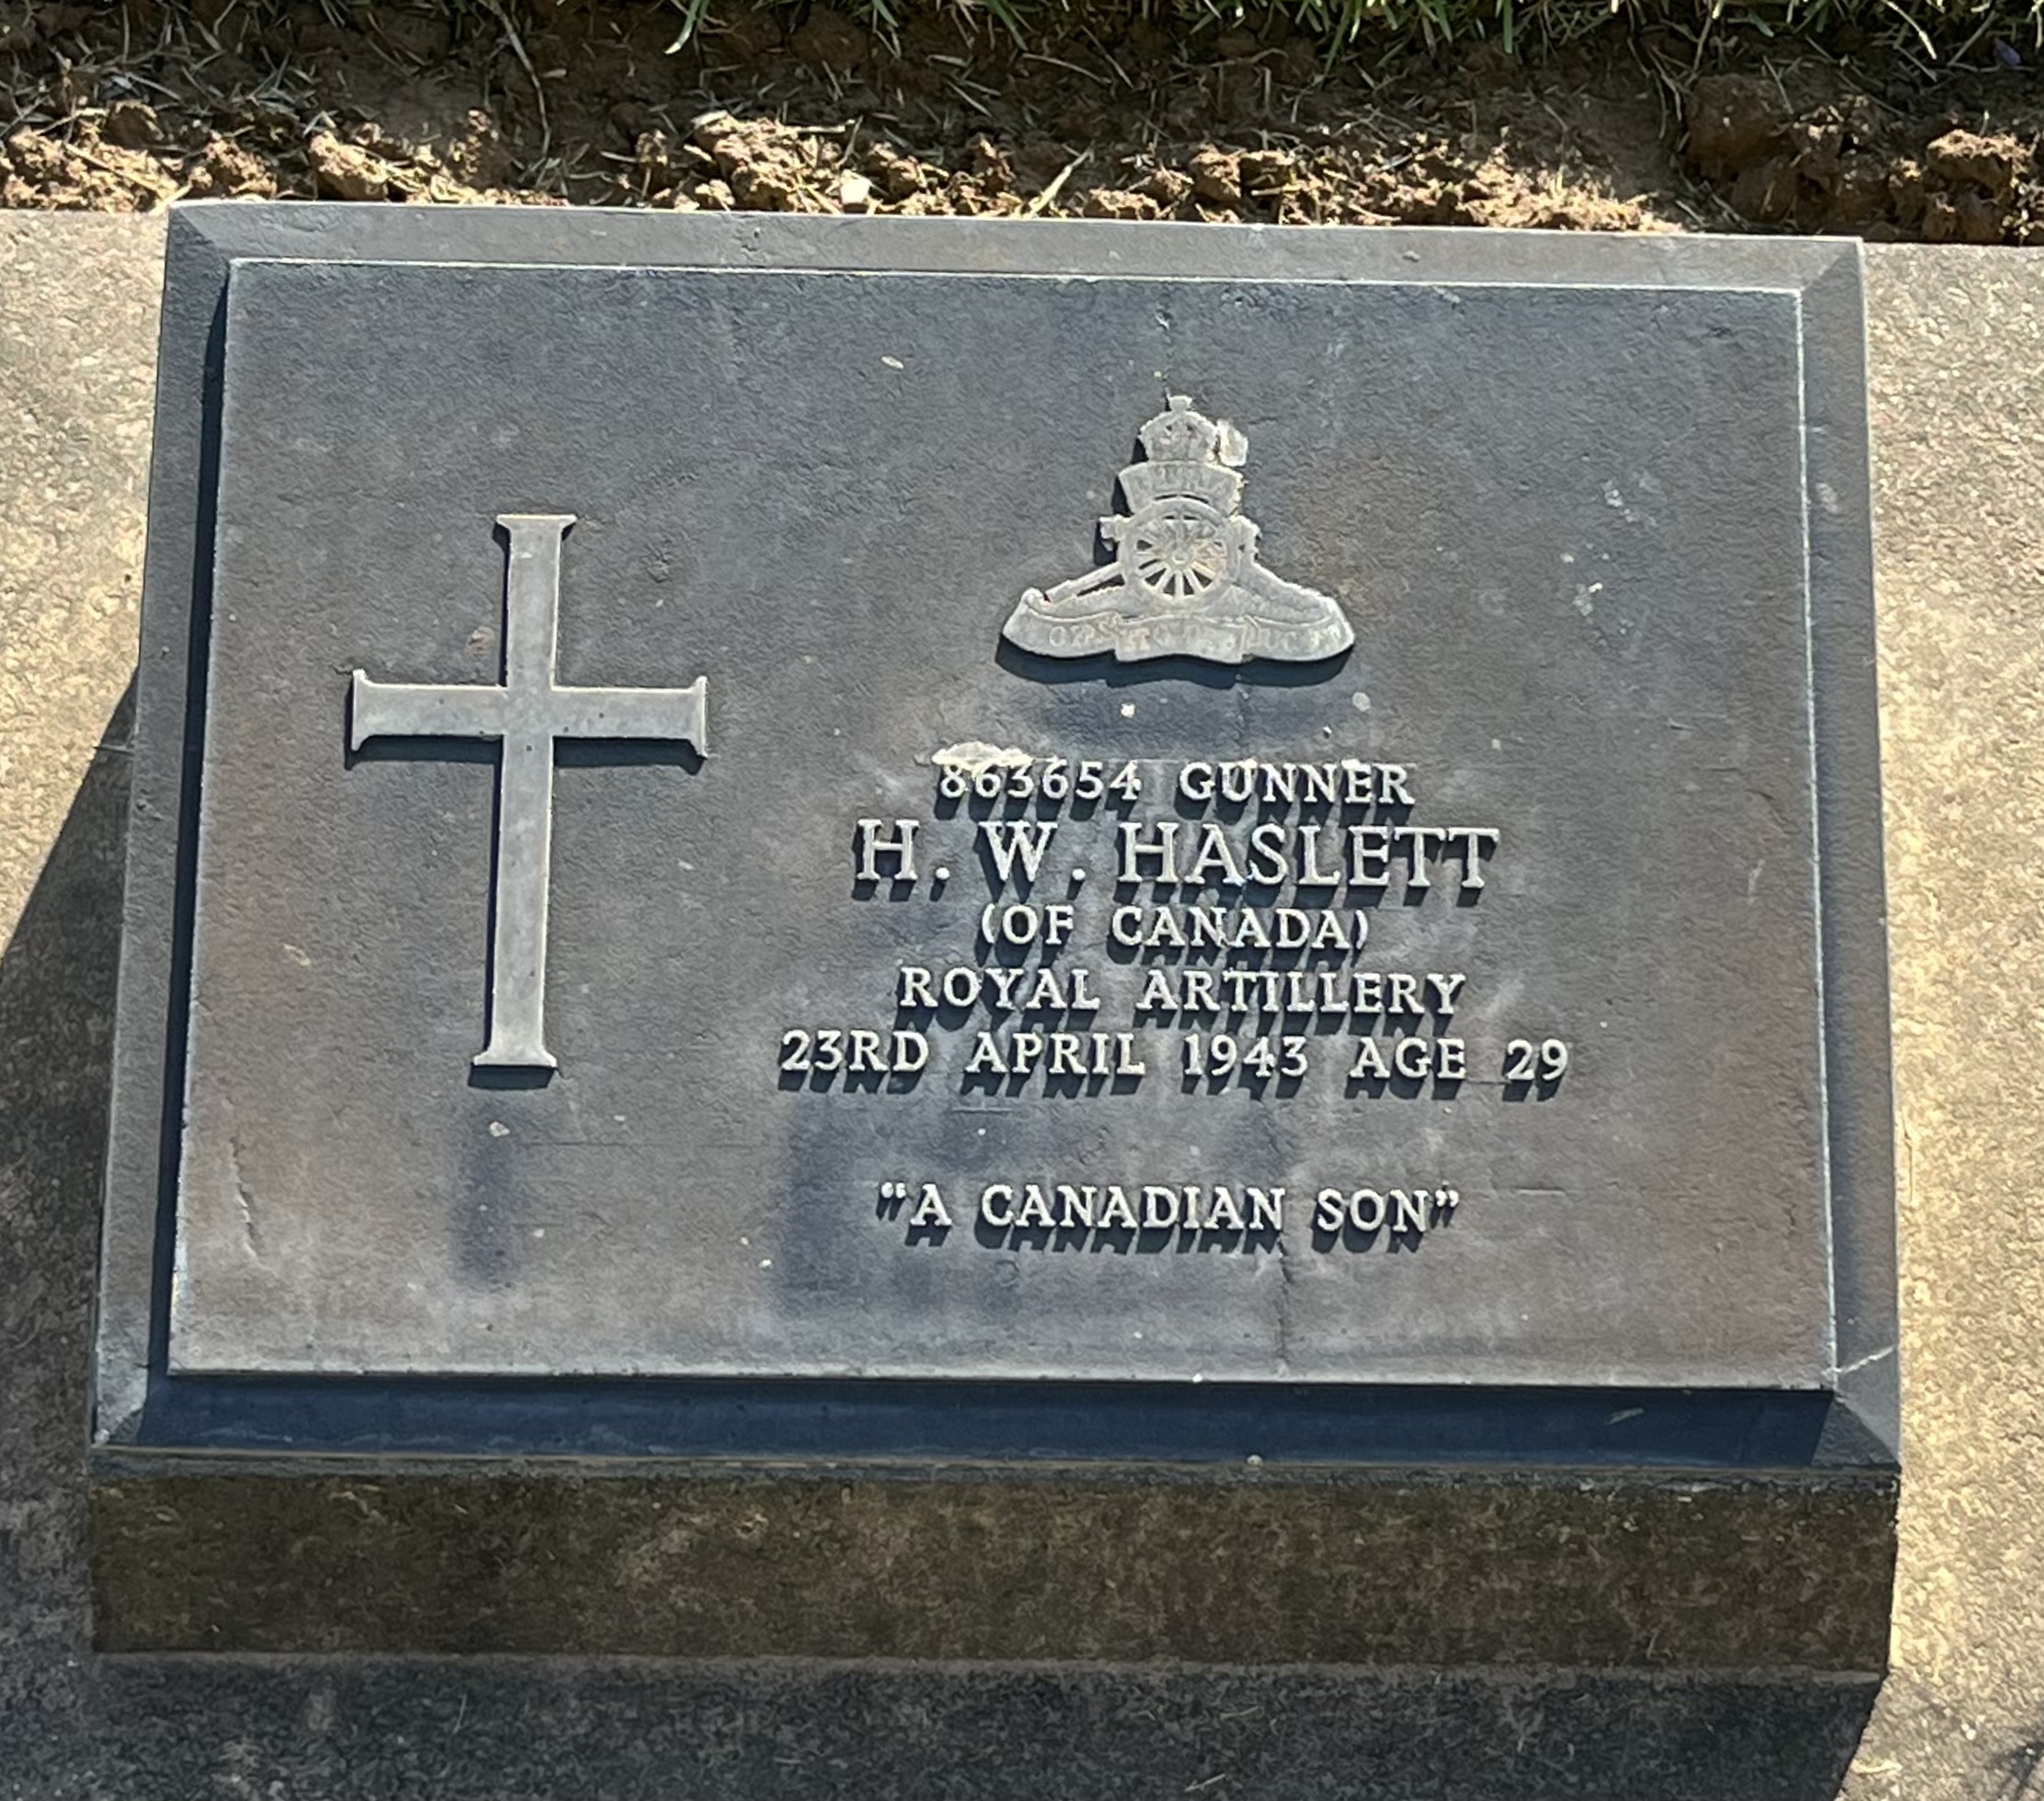 863654 GUNNER
H. W. HASLETT
(OF CANADA)
ROYAL ARTILLERY
23RD APRIL 1943 AGE 29
"A CANADIAN SON"